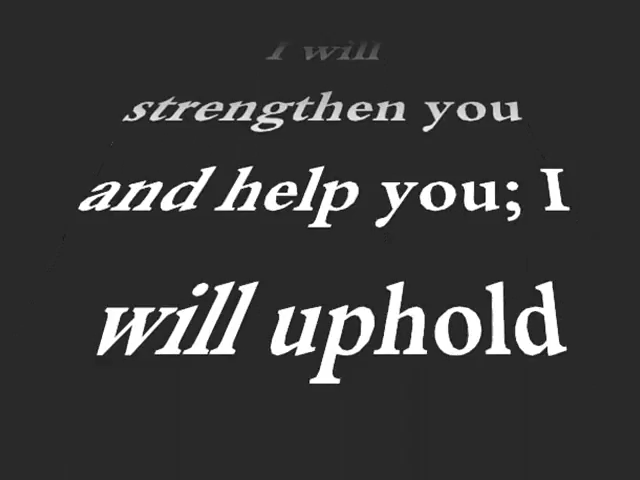 I will
strengthen you
and help you; I
will uphold